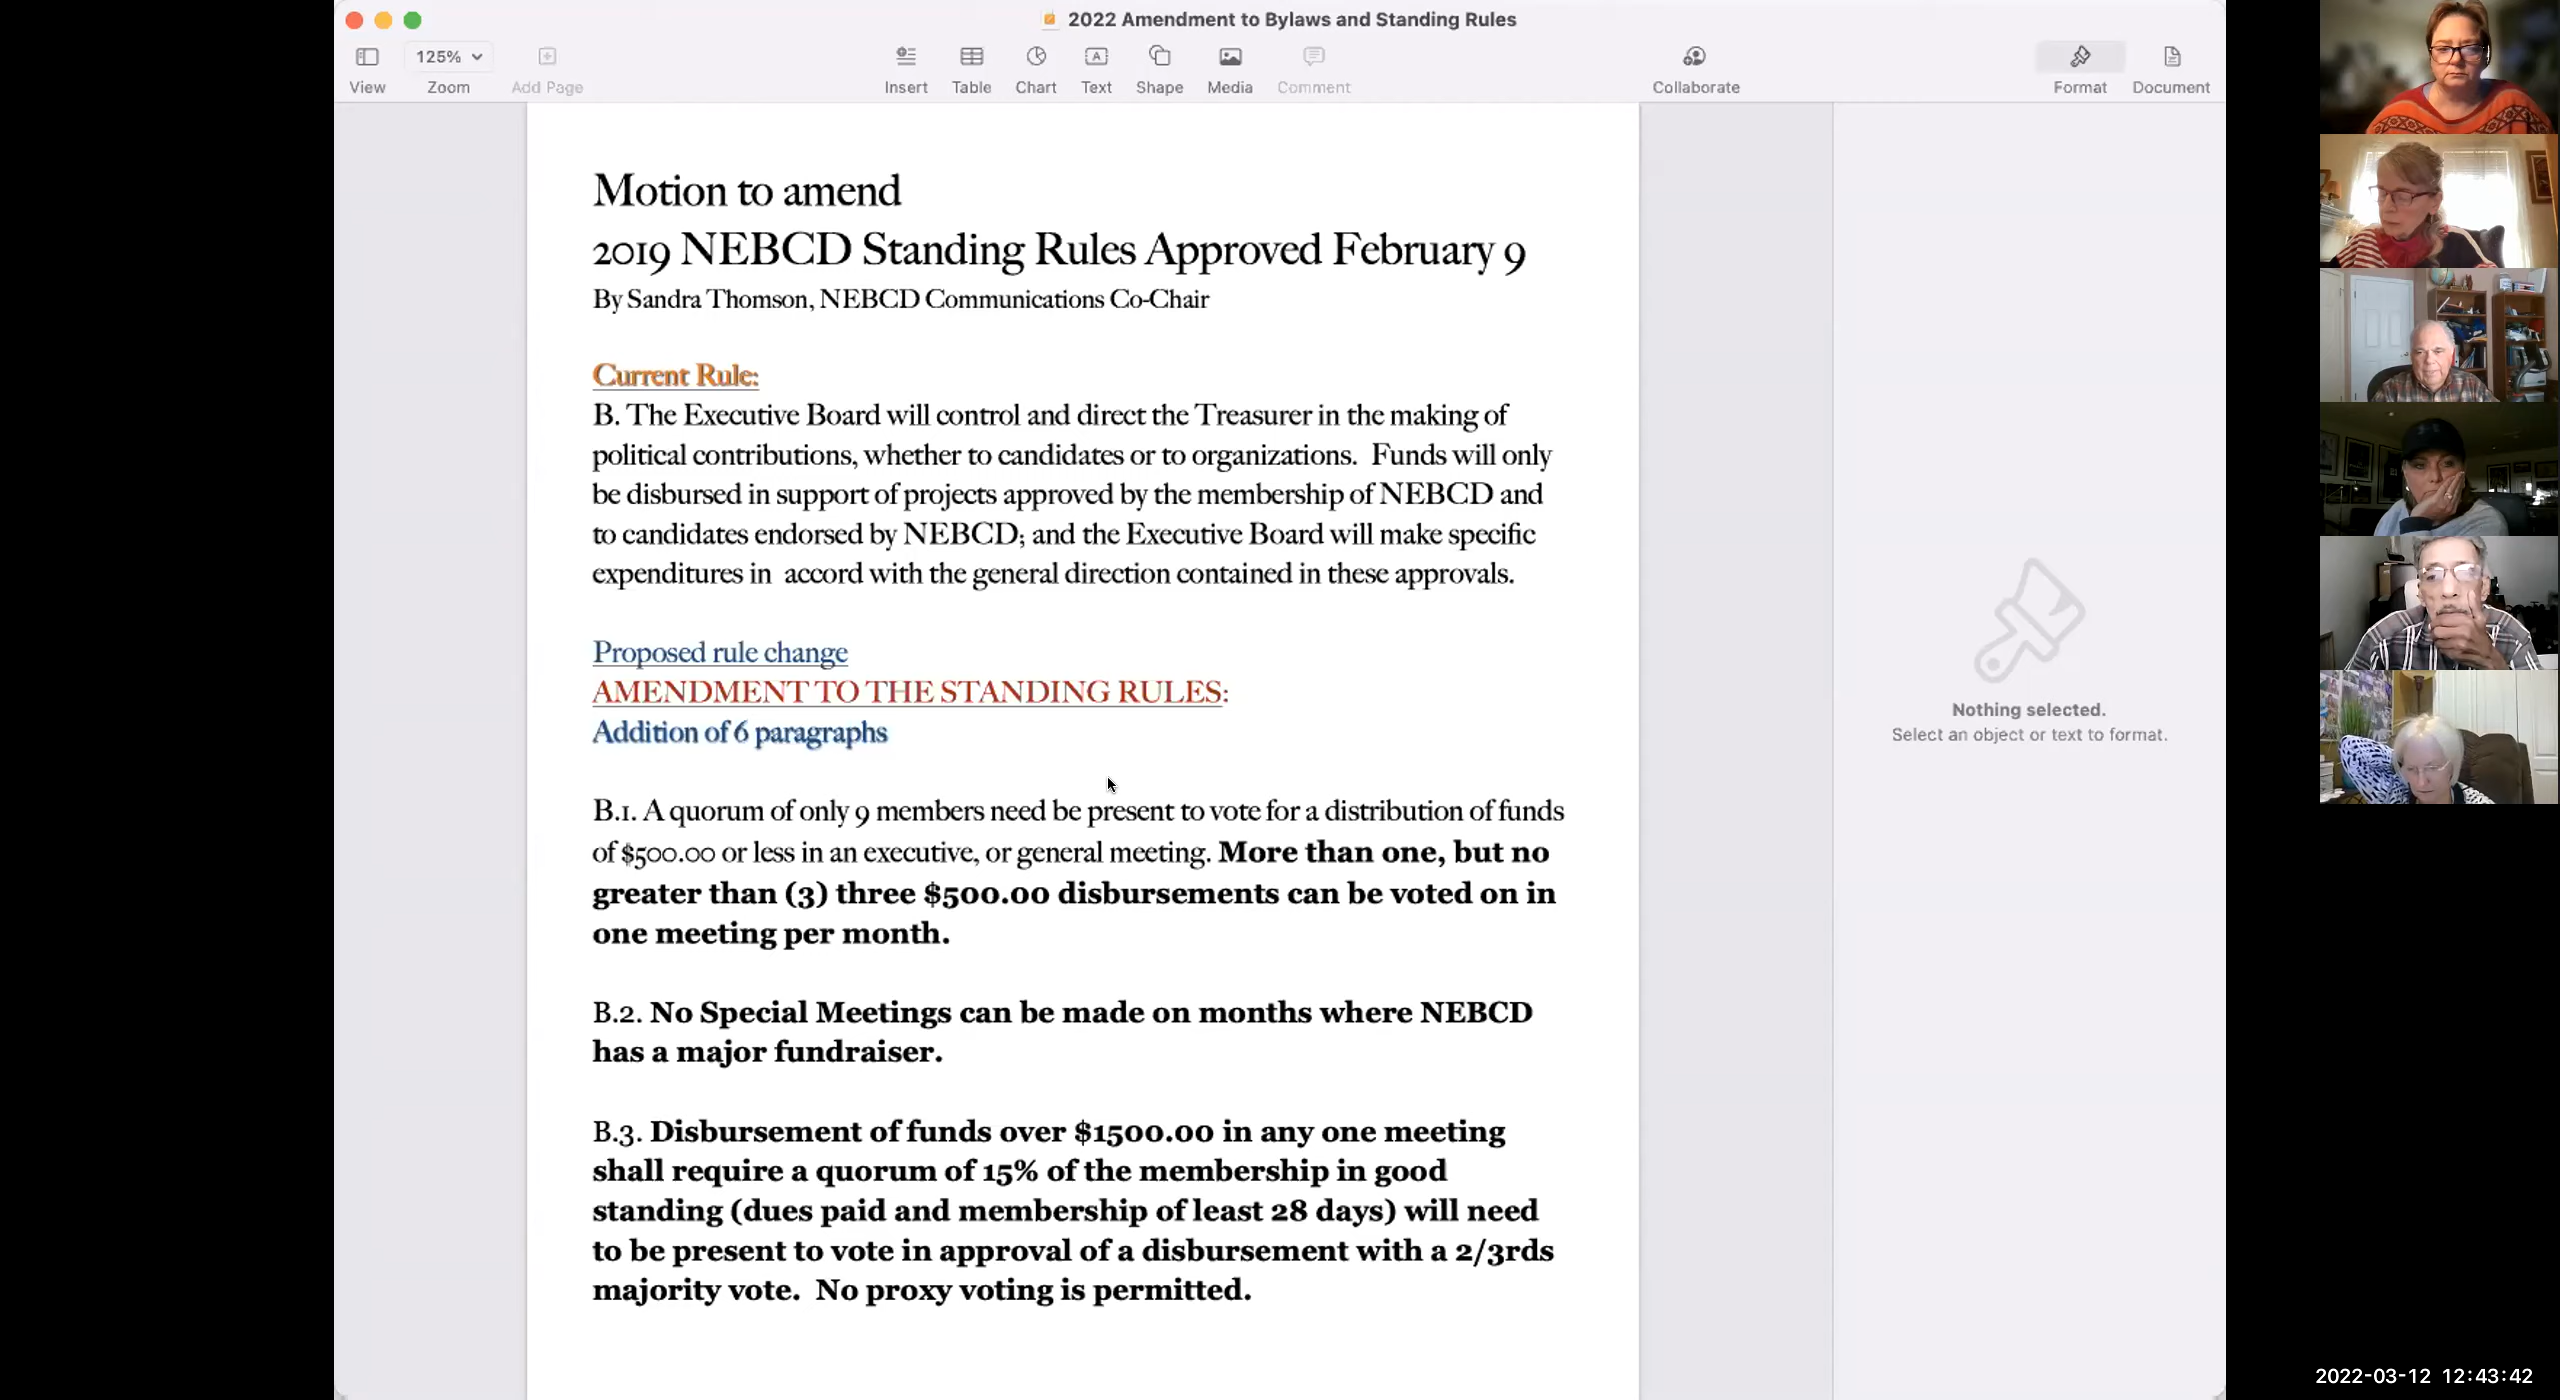 2022 Amendment to Bylaws and Standing Rules
125%
View Zoom Add Page Insert Table Chart Text Shape Media Comment Collaborate Format Document
Motion to amend
2019 NEBCD Standing Rules Approved February 9
By Sandra Thomson, NEBCD Communications Co-Chair
Current Rule:
B. The Executive Board will control and direct the Treasurer in the making of
political contributions, whether to candidates or to organizations. Funds will only
be disbursed in support of projects approved by the membership of NEBCD and
to candidates endorsed by NEBCD; and the Executive Board will make specific
expenditures in accord with the general direction contained in these approvals.
Proposed rule change
AMENDMENT TO THE STANDING RULES:
Addition of 6 paragraphs
B.1. A quorum of only 9 members need be present to vote for a distribution of funds
of $500.00 or less in an executive, or general meeting. More than one, but no
greater than (3) three $500.00 disbursements can be voted on in
one meeting per month.
B.2. No Special Meetings can be made on months where NEBCD
has a major fundraiser.
B.3. Disbursement of funds over $1500.00 in any one meeting
shall require a quorum of 15% of the membership in good
standing (dues paid and membership of least 28 days) will need
to be present to vote in approval of a disbursement with a 2/3rds
majority vote. No proxy voting is permitted.
Nothing selected.
Select an object or text to format.
2022-03-12 12:43:42